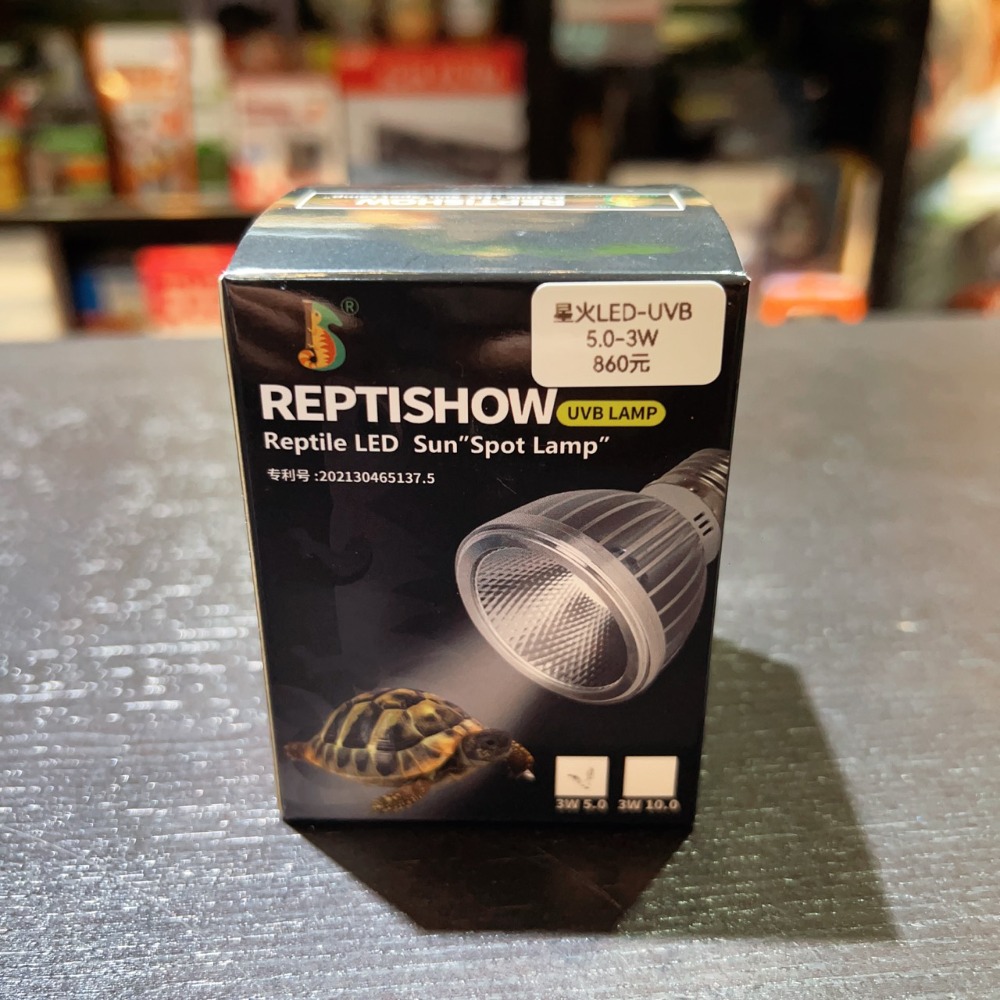 REPTISHOW
®
星火LED-UVB
5.0-3W
860元
REPTISHOW UVB LAMP
Reptile LED Sun"Spot Lamp"
专利号:202130465137.5
3W 5.0 3W 10.0